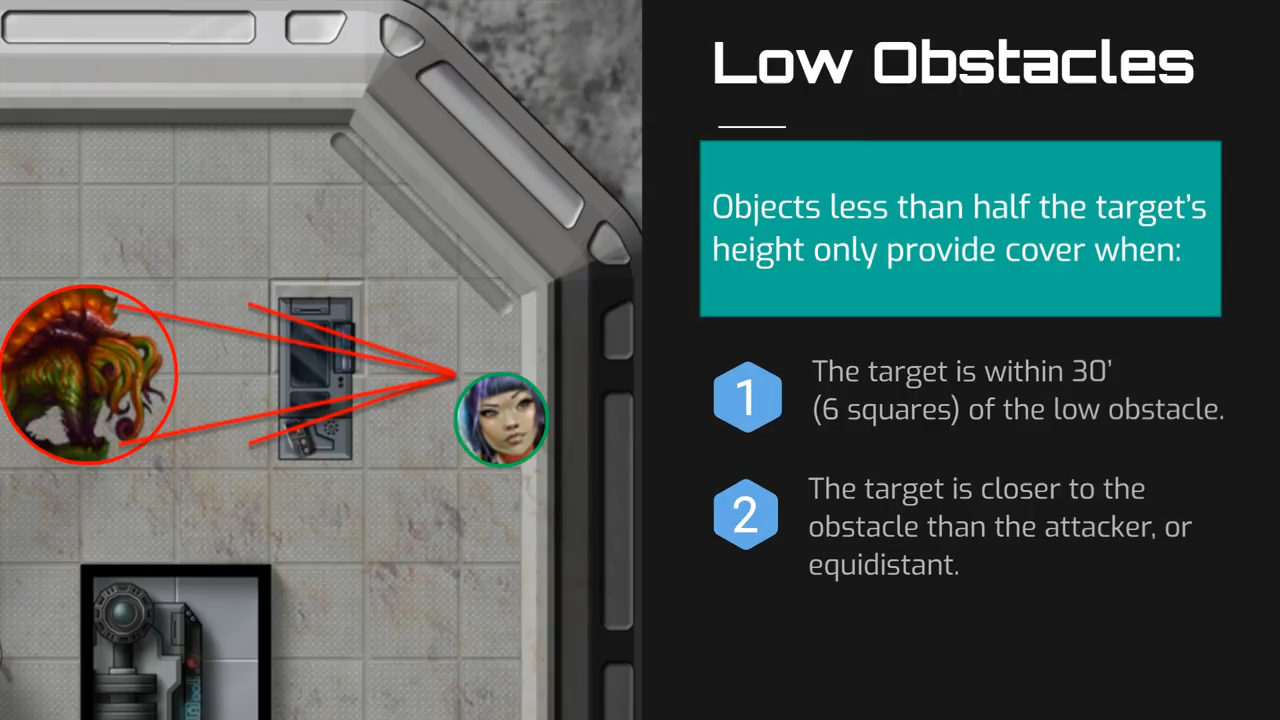 Low Obstacles
Objects less than half the target's
height only provide cover when:
1
The target is within 30'
(6 squares) of the low obstacle.
2
The target is closer to the
obstacle than the attacker, or
equidistant.